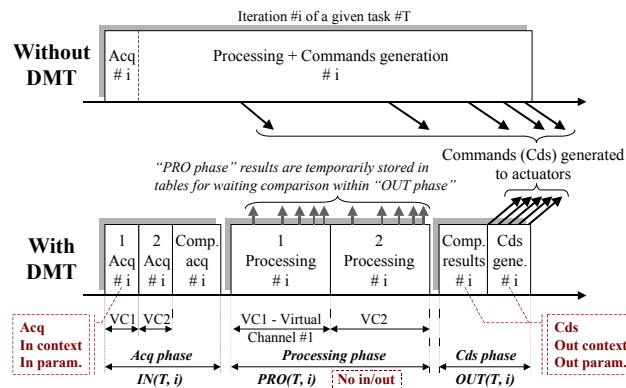 Iteration #i of a given task #T
Without
DMT
Acq
# i
Processing + Commands generation
# i
Commands (Cds) generated
to actuators
“PRO phase” results are temporarily stored in
tables for waiting comparison within “OUT phase”
With
DMT
1
Acq
# i
2
Acq
# i
Comp.
acq
# i
1
Processing
# i
2
Processing
# i
Comp.
results
# i
Cds
gene.
# i
VC1
VC2
VC1 - Virtual
Channel #1
VC2
Acq
In context
In param.
Cds
Out context
Out param.
Acq phase
IN(T, i)
Processing phase
PRO(T, i)
No in/out
Cds phase
OUT(T, i)